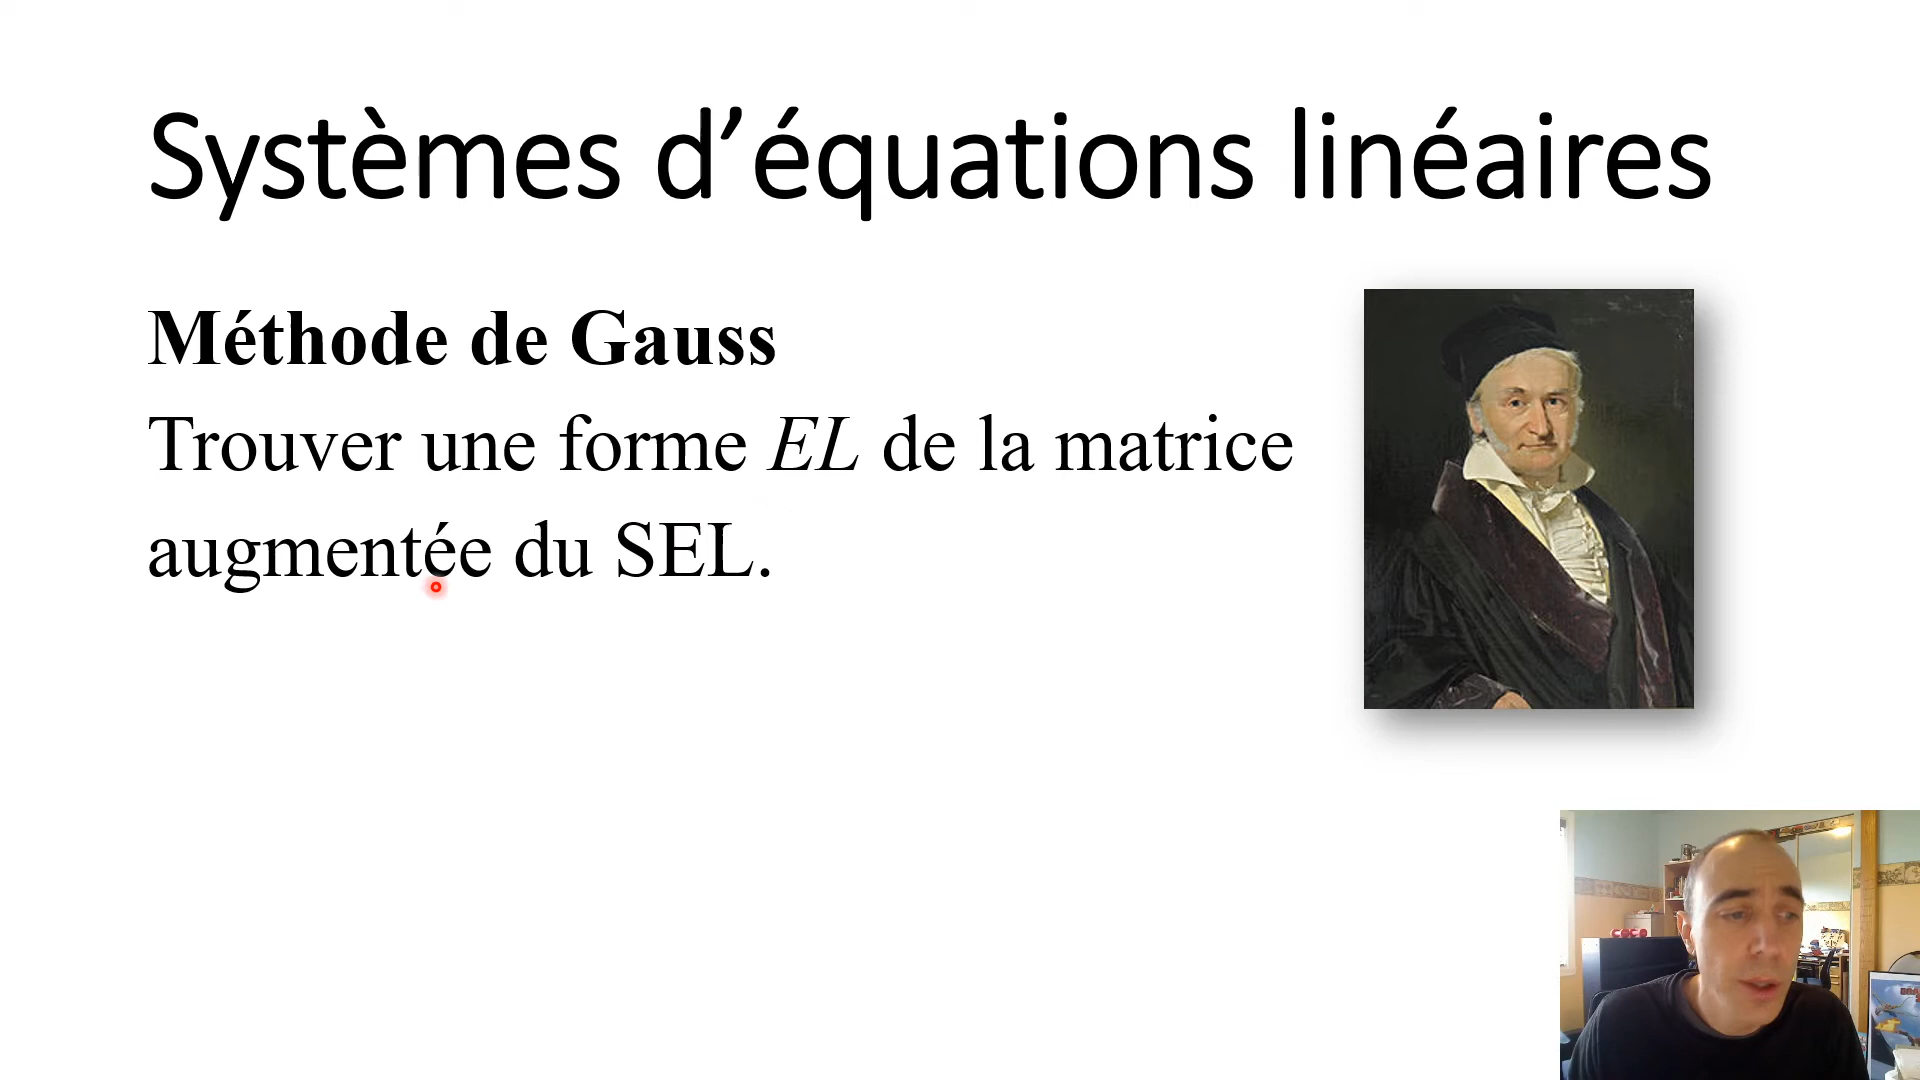 Systèmes d’équations linéaires
Méthode de Gauss
Trouver une forme EL de la matrice
augmentée du SEL.